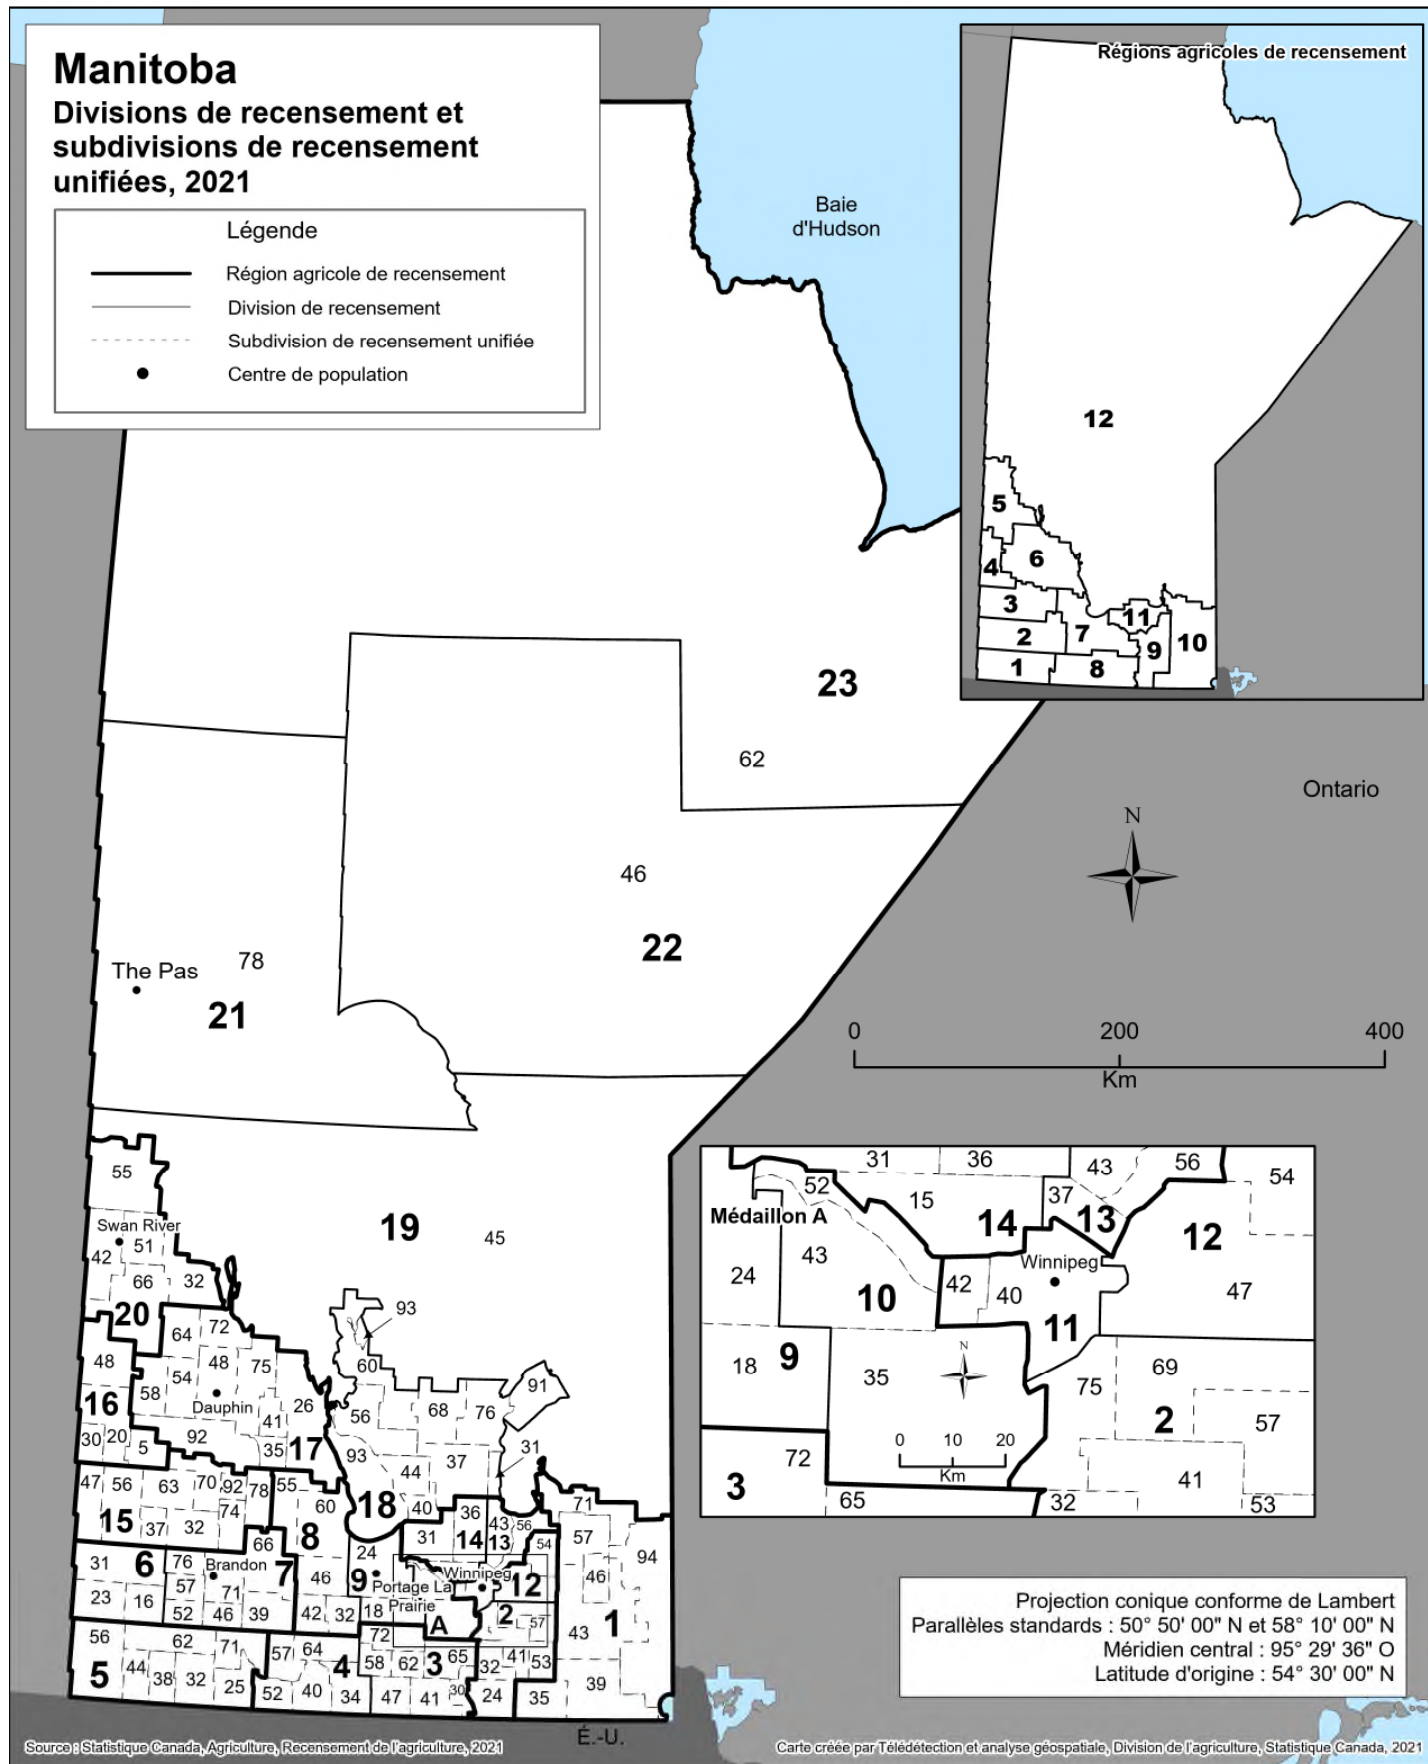 Manitoba
Divisions de recensement et
subdivisions de recensement
unifiées, 2021
Légende
Région agricole de recensement
Division de recensement
Subdivision de recensement unifiée
Centre de population
Baie
d'Hudson
Régions agricoles de recensement
12
5
6
4
3
11
2
7
10
9
1
8
23
62
Ontario
N
46
22
The Pas
78
21
0 200 400
Km
55
Swan River
42 51
66 32
20
19
45
93
60
64 72
48 54 48 75
58
Dauphin
16
26
41
30 20 5
92
35 17
56 68 76
91
93
44 37
31
18
40
47 56 63 70 92 78
74
15 37 32
55
60
8
66
36
31
14
43
13
56
54
71
57
94
46
1
43
39
35
31
6
23 16
76
Brandon
57 71
7
52 46 39
46
42 32
24
9
Portage La
Prairie
18
A
Winnipeg
12
2
57
56
62 71
5
44 38 32 25
57 64
4
52 40 34
72
58 62 3 65
47 41 30
32 41 53
24
31 36 43 56 54
52
Médaillon A
15
37
14 13
12
43
24
10
42 40
Winnipeg
11
47
18 9
35
N
0 10 20
Km
69
75
2
57
41
3
72
65
32
53
Projection conique conforme de Lambert
Parallèles standards : 50° 50' 00" N et 58° 10' 00" N
Méridien central : 95° 29' 36" O
Latitude d'origine : 54° 30' 00" N
É.-U.
Source : Statistique Canada, Agriculture, Recensement de l'agriculture, 2021
Carte créée par Télédétection et analyse géospatiale, Division de l'agriculture, Statistique Canada, 2021